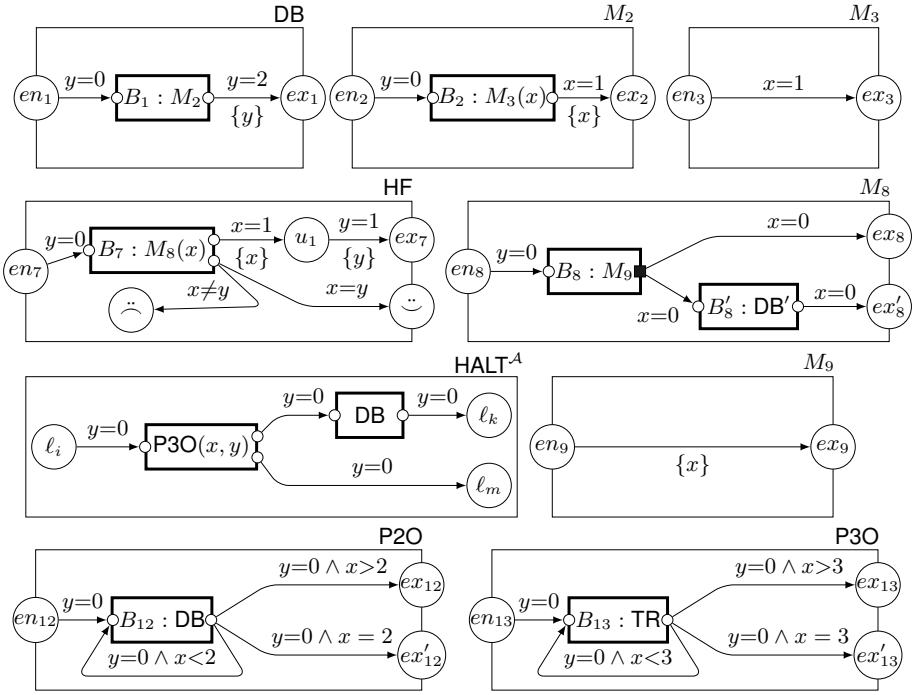 DB
M₂
M₃
en₁
y=0
B₁ : M₂
y=2
{y}
ex₁
en₂
y=0
B₂ : M₃(x)
x=1
{x}
ex₂
en₃
x=1
ex₃
HF
M₈
en₇
y=0
B₇ : M₈(x)
x=1
{x}
u₁
y=1
{y}
ex₇
x≠y
x=y
en₈
y=0
B₈ : M₉
x=0
ex₈
x=0
B′₈ : DB′
x=0
ex′₈
HALT^𝒜
M₉
ℓᵢ
y=0
P3O(x, y)
y=0
DB
y=0
ℓₖ
y=0
ℓₘ
en₉
{x}
ex₉
P2O
P3O
en₁₂
y=0
B₁₂ : DB
y=0 ∧ x<2
y=0 ∧ x>2
ex₁₂
y=0 ∧ x = 2
ex′₁₂
en₁₃
y=0
B₁₃ : TR
y=0 ∧ x<3
y=0 ∧ x>3
ex₁₃
y=0 ∧ x = 3
ex′₁₃